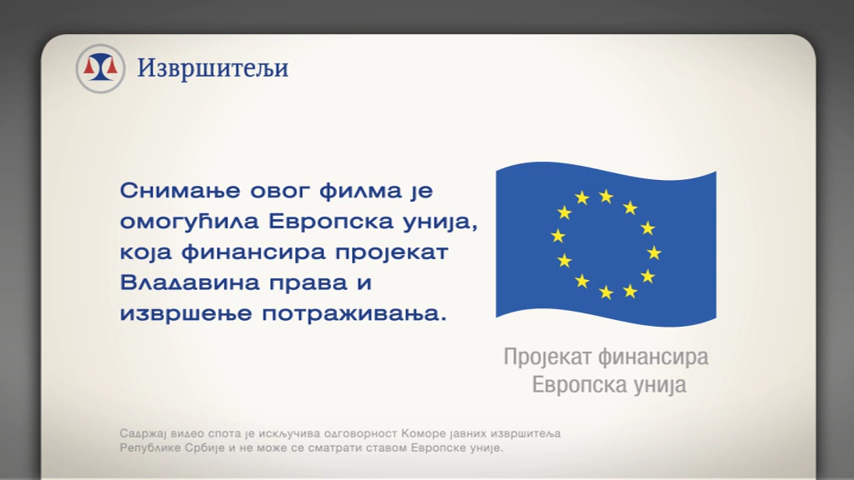 Извршитељи
Снимање овог филма је
омогућила Европска унија,
која финансира пројекат
Владавина права и
извршење потраживања.
Пројекат финансира
Европска унија
Садржај видео спота је искључива одговорност Коморе јавних извршитеља
Републике Србије и не може се сматрати ставом Европске уније.